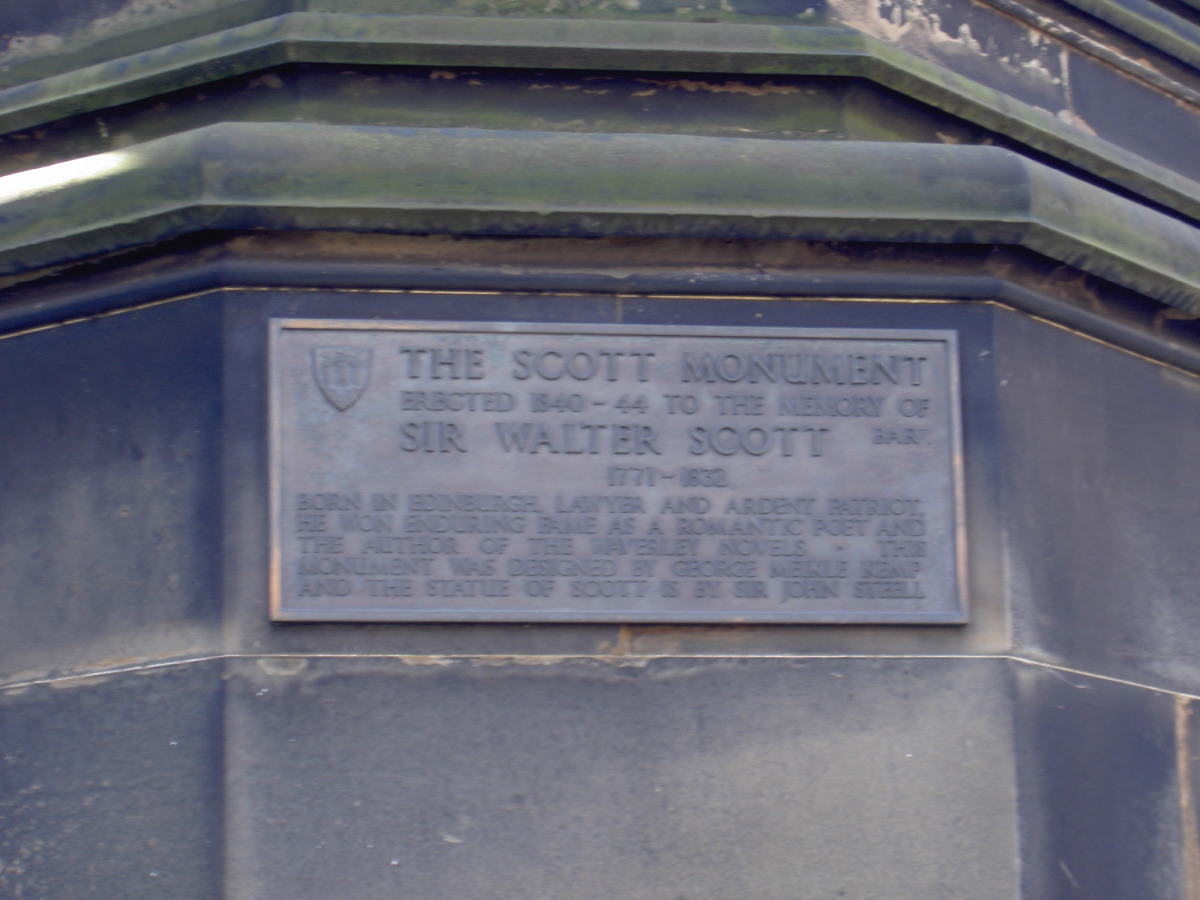 THE SCOTT MONUMENT
ERECTED 1840-44 TO THE MEMORY OF
SIR WALTER SCOTT BART.
1771-1832
BORN IN EDINBURGH, LAWYER AND ARDENT PATRIOT,
HE WON ENDURING FAME AS A ROMANTIC POET AND
THE AUTHOR OF THE WAVERLEY NOVELS - THIS
MONUMENT WAS DESIGNED BY GEORGE MEIKLE KEMP
AND THE STATUE OF SCOTT IS BY SIR JOHN STEELL